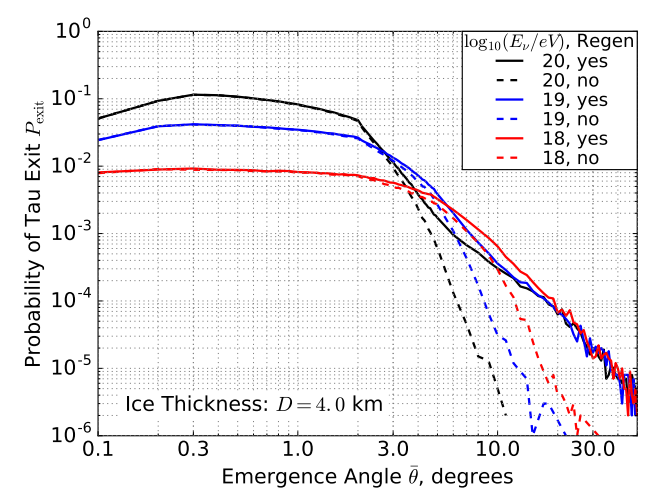 10^0
10^-1
10^-2
10^-3
10^-4
10^-5
10^-6
Probability of Tau Exit P_exit
log10(E_ν/eV), Regen
20, yes
20, no
19, yes
19, no
18, yes
18, no
Ice Thickness: D=4.0 km
0.1 0.3 1.0 3.0 10.0 30.0
Emergence Angle θ̄, degrees